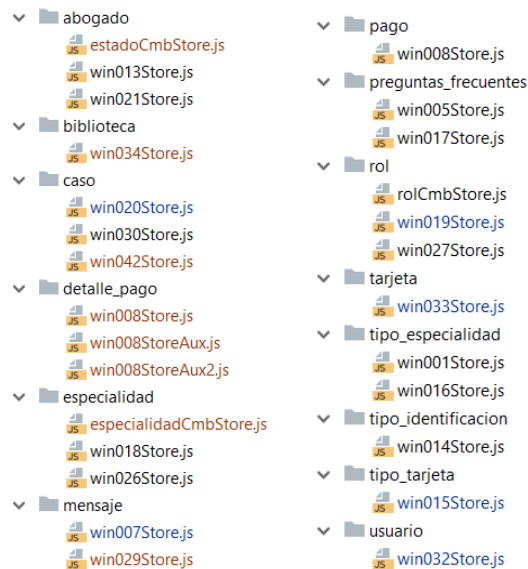 abogado
estadoCmbStore.js
win013Store.js
win021Store.js
biblioteca
win034Store.js
caso
win020Store.js
win030Store.js
win042Store.js
detalle_pago
win008Store.js
win008StoreAux.js
win008StoreAux2.js
especialidad
especialidadCmbStore.js
win018Store.js
win026Store.js
mensaje
win007Store.js
win029Store.js
pago
win008Store.js
preguntas_frecuentes
win005Store.js
win017Store.js
rol
rolCmbStore.js
win019Store.js
win027Store.js
tarjeta
win033Store.js
tipo_especialidad
win001Store.js
win016Store.js
tipo_identificacion
win014Store.js
tipo_tarjeta
win015Store.js
usuario
win032Store.js